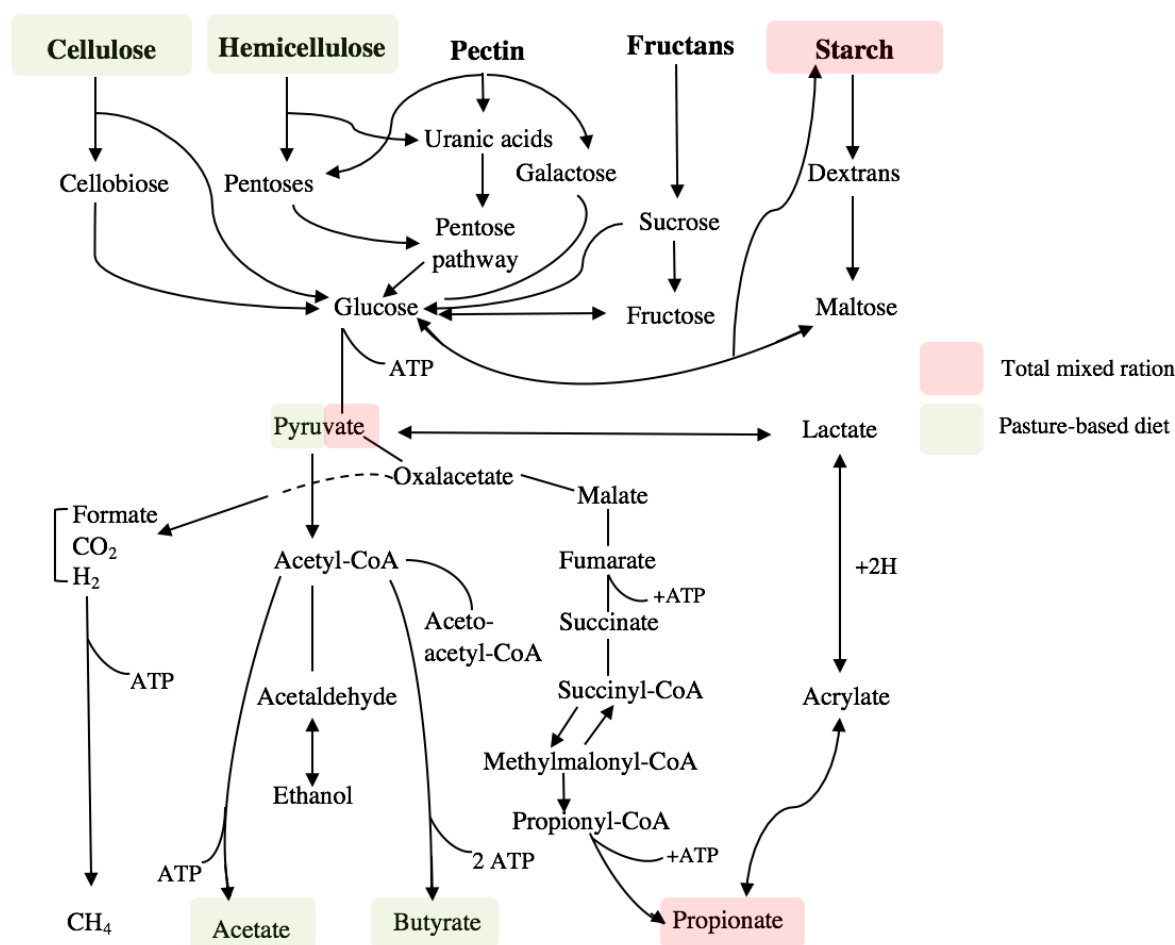 Cellulose
Hemicellulose
Pectin
Fructans
Starch
Uranic acids
Cellobiose
Pentoses
Galactose
Dextrans
Pentose
pathway
Sucrose
Glucose
Fructose
Maltose
ATP
Total mixed ration
Pasture-based diet
Pyruvate
Lactate
Oxalacetate
Malate
Formate
CO₂
H₂
Acetyl-CoA
Fumarate
+2H
+ATP
Aceto-
acetyl-CoA
Succinate
ATP
Acetaldehyde
Succinyl-CoA
Acrylate
Methylmalonyl-CoA
Ethanol
Propionyl-CoA
ATP
2 ATP
+ATP
CH₄
Acetate
Butyrate
Propionate